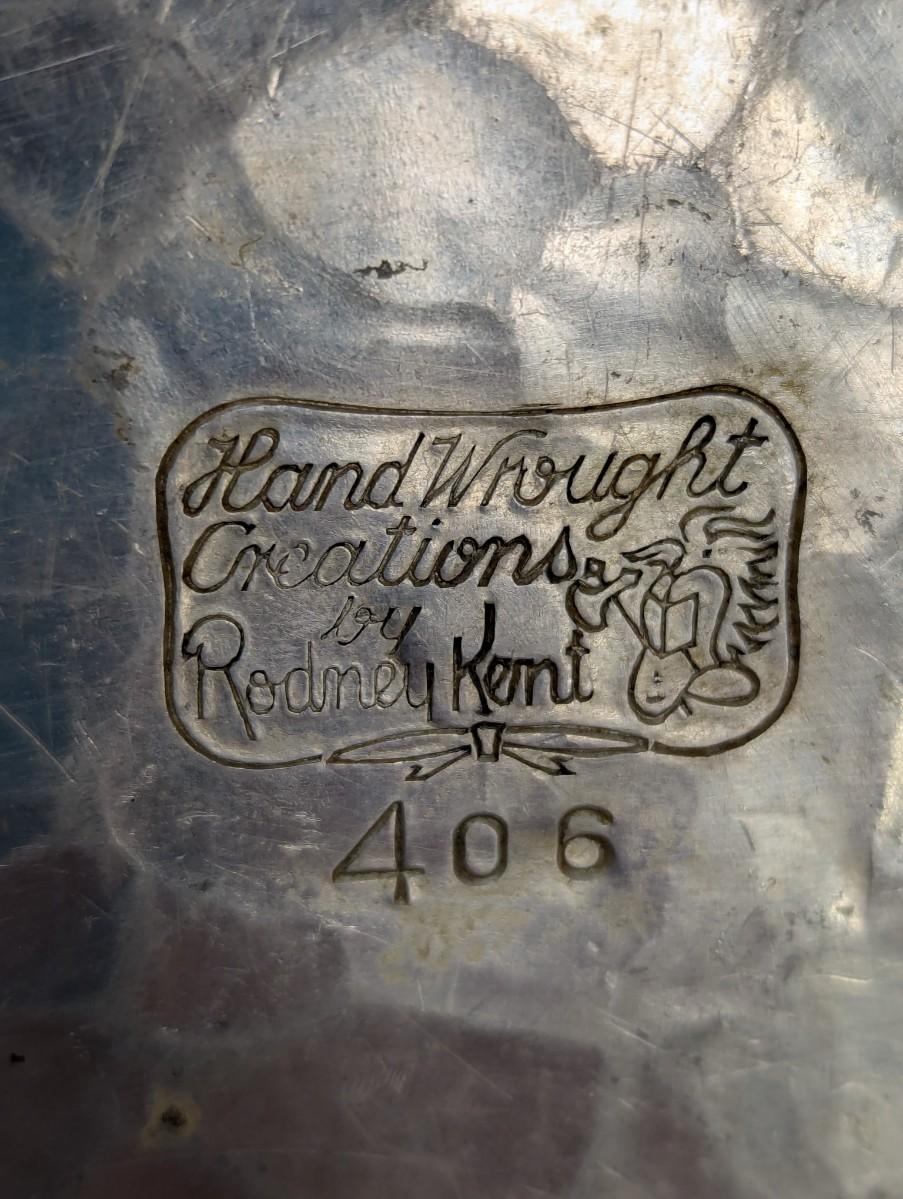 Hand Wrought
Creations
by
Rodney Kent
406